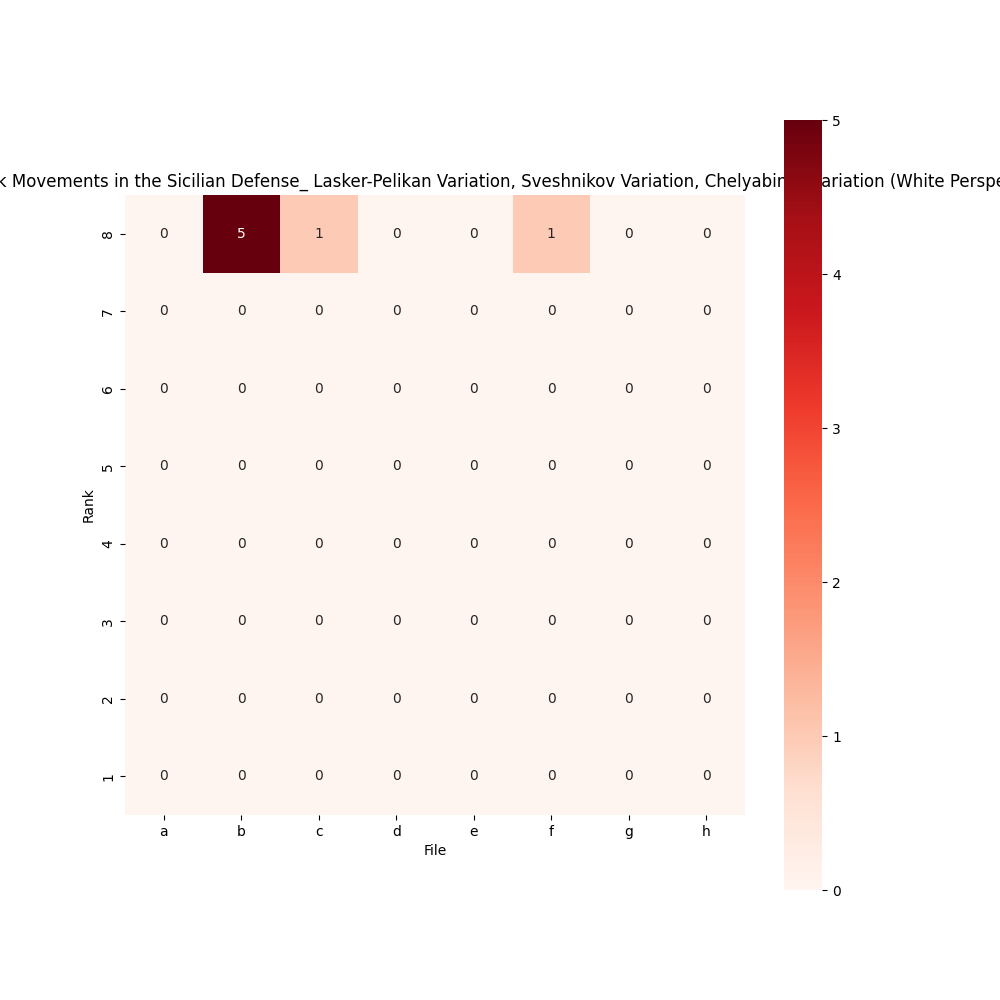 k Movements in the Sicilian Defense_ Lasker-Pelikan Variation, Sveshnikov Variation, Chelyabinsk Variation (White Perspe
8 0 5 1 0 0 1 0 0
7 0 0 0 0 0 0 0 0
6 0 0 0 0 0 0 0 0
5 0 0 0 0 0 0 0 0
4 0 0 0 0 0 0 0 0
3 0 0 0 0 0 0 0 0
2 0 0 0 0 0 0 0 0
1 0 0 0 0 0 0 0 0
Rank
a b c d e f g h
File
5
4
3
2
1
0